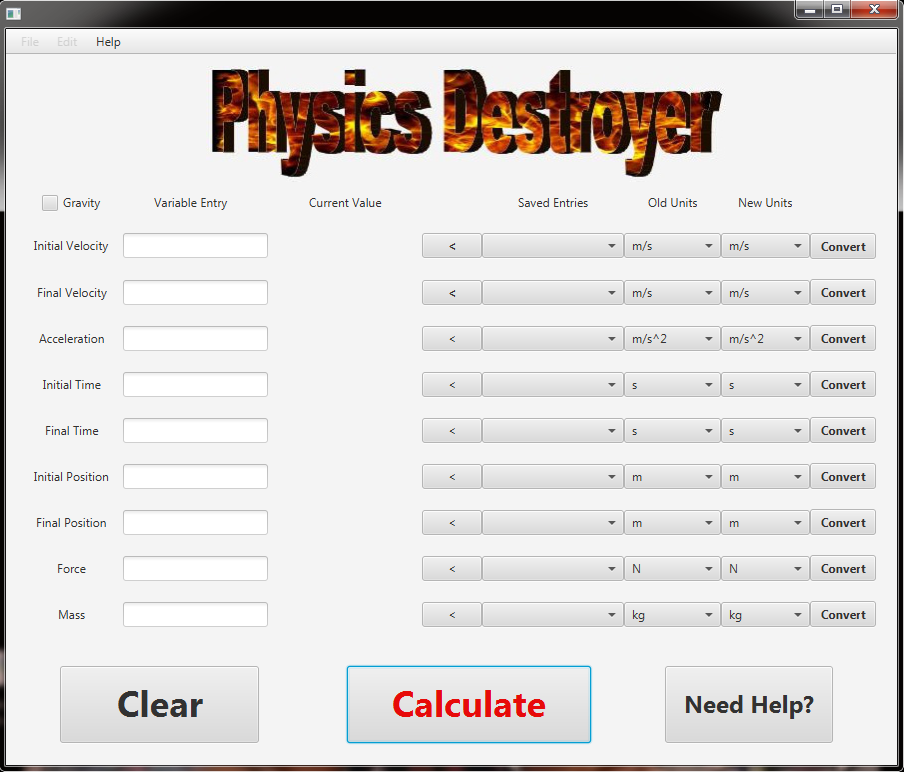 File Edit Help
Physics Destroyer
Gravity Variable Entry Current Value Saved Entries Old Units New Units
Initial Velocity < m/s m/s Convert
Final Velocity < m/s m/s Convert
Acceleration < m/s^2 m/s^2 Convert
Initial Time < s s Convert
Final Time < s s Convert
Initial Position < m m Convert
Final Position < m m Convert
Force < N N Convert
Mass < kg kg Convert
Clear Calculate Need Help?